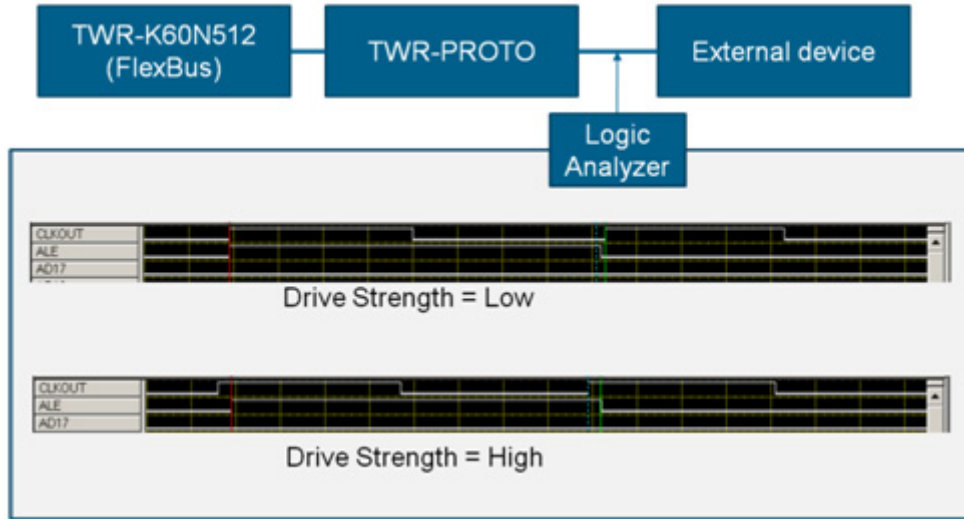 TWR-K60N512
(FlexBus)
TWR-PROTO
External device
Logic
Analyzer
CLKOUT
ALE
AD17
Drive Strength = Low
CLKOUT
ALE
AD17
Drive Strength = High